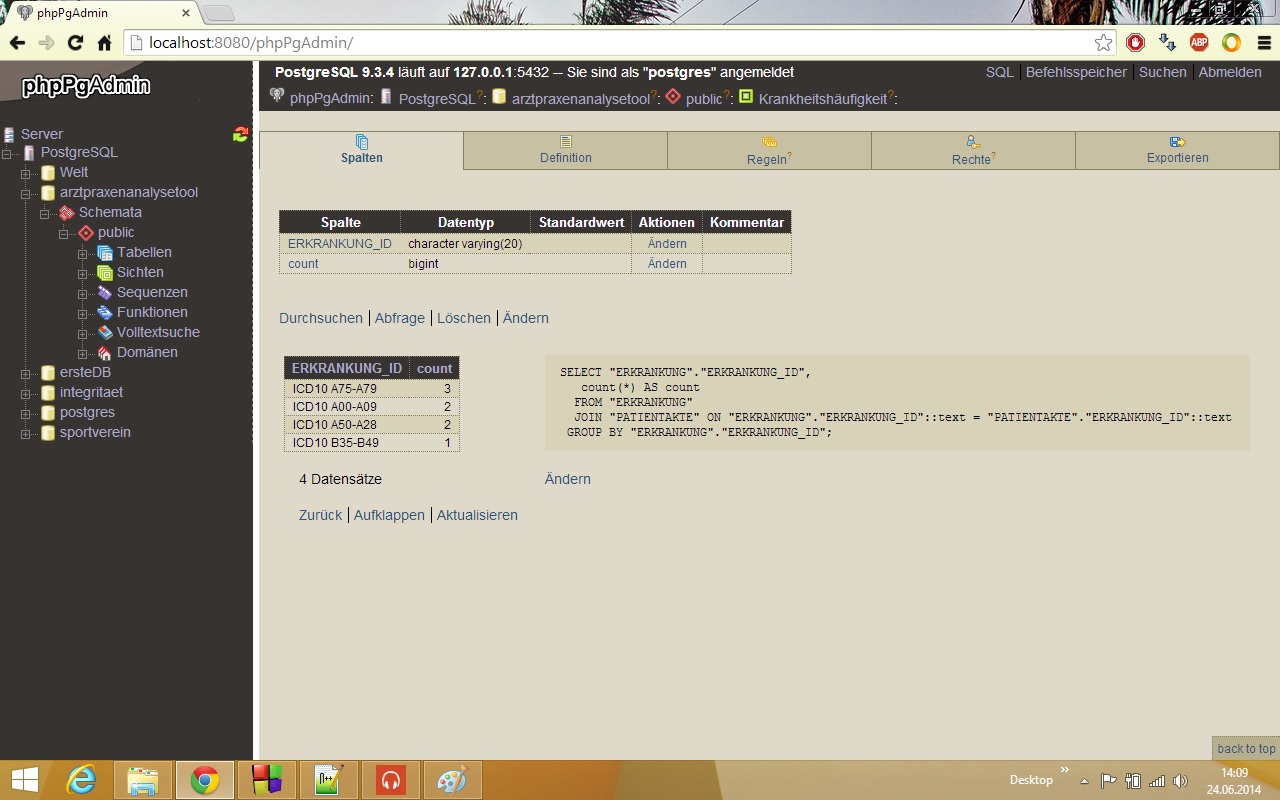 phpPgAdmin
localhost:8080/phpPgAdmin/
ABP
phpPgAdmin
Server
PostgreSQL
Welt
arztpraxenanalysetool
Schemata
public
Tabellen
Sichten
Sequenzen
Funktionen
Volltextsuche
Domänen
ersteDB
integritaet
postgres
sportverein
PostgreSQL 9.3.4 läuft auf 127.0.0.1:5432 -- Sie sind als "postgres" angemeldet
SQL | Befehlsspeicher | Suchen | Abmelden
phpPgAdmin: PostgreSQL?: arztpraxenanalysetool?: public?: Krankheitshäufigkeit?:
Spalten Definition Regeln? Rechte? Exportieren
Spalte Datentyp Standardwert Aktionen Kommentar
ERKRANKUNG_ID character varying(20) Ändern
count bigint Ändern
Durchsuchen | Abfrage | Löschen | Ändern
ERKRANKUNG_ID count
ICD10 A75-A79 3
ICD10 A00-A09 2
ICD10 A50-A28 2
ICD10 B35-B49 1
4 Datensätze
Zurück | Aufklappen | Aktualisieren
SELECT "ERKRANKUNG"."ERKRANKUNG_ID",
count(*) AS count
FROM "ERKRANKUNG"
JOIN "PATIENTAKTE" ON "ERKRANKUNG"."ERKRANKUNG_ID"::text = "PATIENTAKTE"."ERKRANKUNG_ID"::text
GROUP BY "ERKRANKUNG"."ERKRANKUNG_ID";
Ändern
back to top
Desktop
14:09
24.06.2014